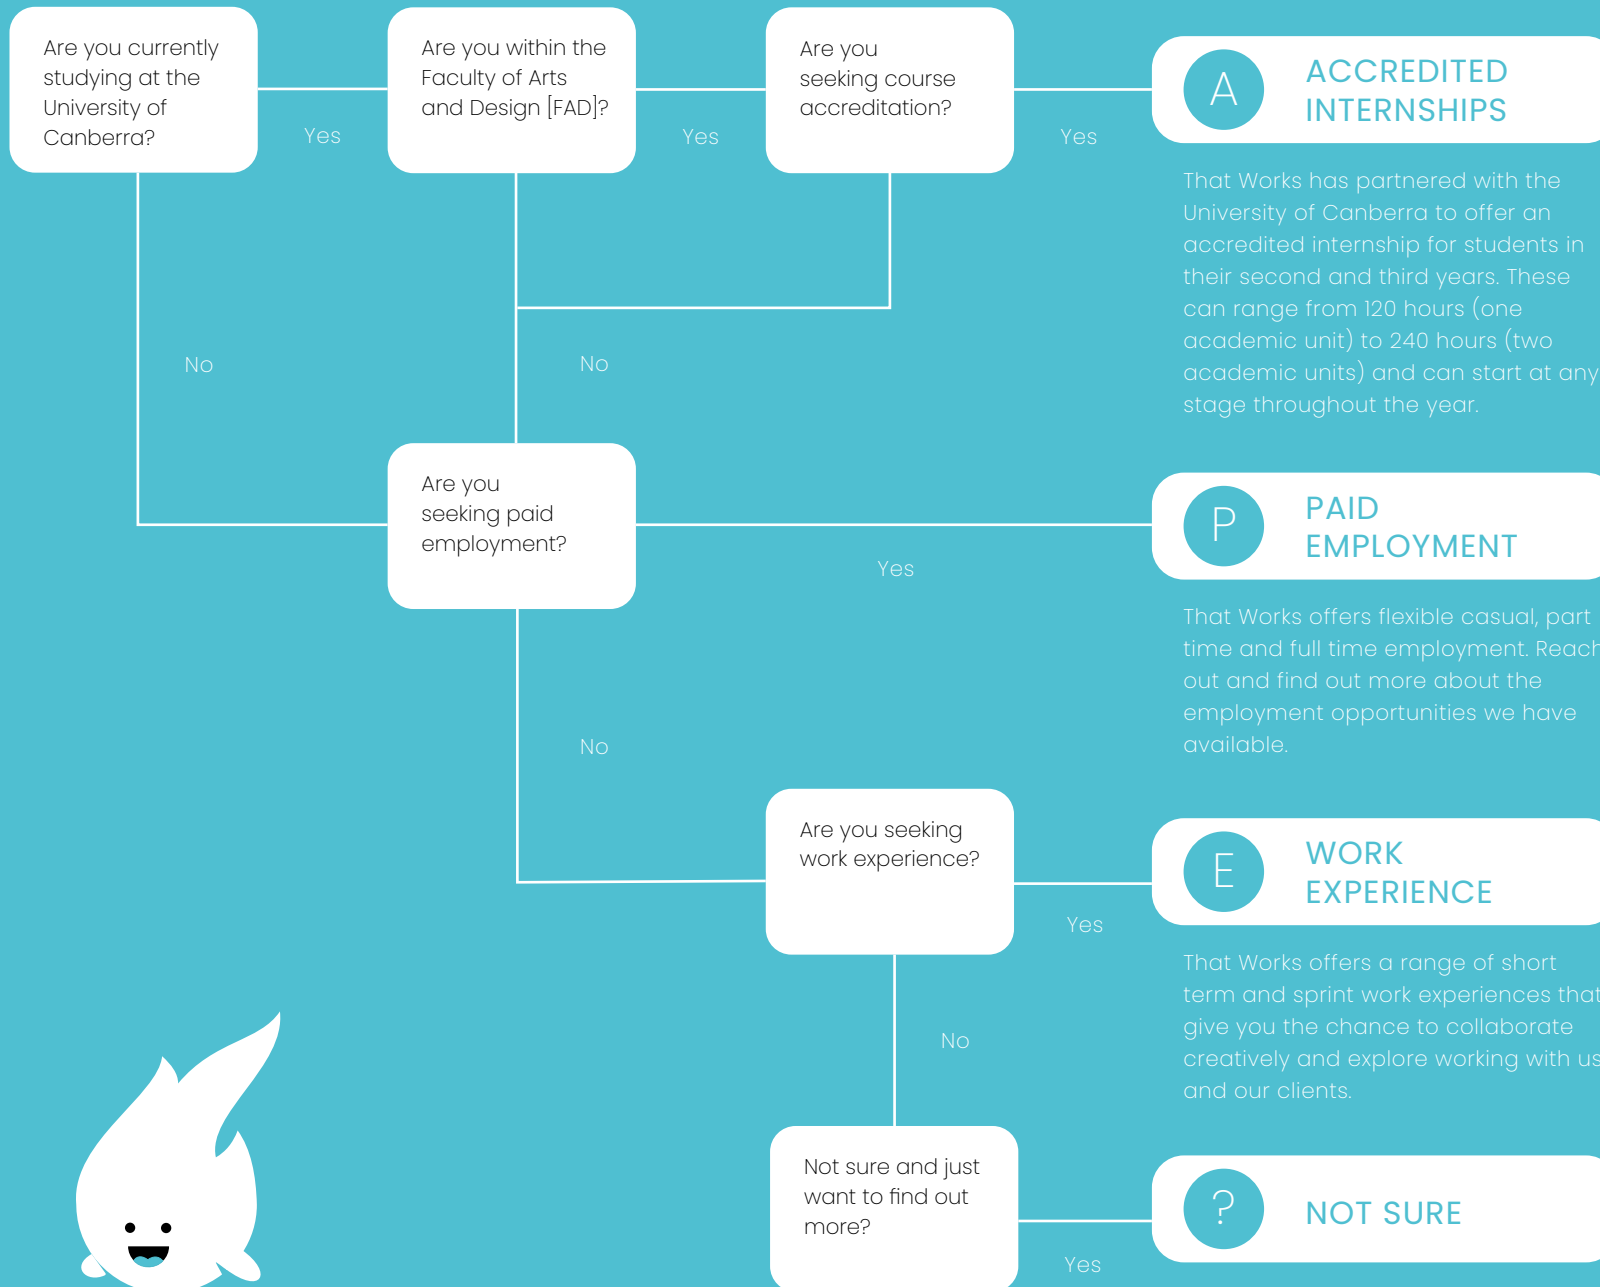 Are you currently
studying at the
University of
Canberra?
Yes
Are you within the
Faculty of Arts
and Design [FAD]?
Yes
Are you
seeking course
accreditation?
Yes
A
ACCREDITED
INTERNSHIPS
That Works has partnered with the
University of Canberra to offer an
accredited internship for students in
their second and third years. These
can range from 120 hours (one
academic unit) to 240 hours (two
academic units) and can start at any
stage throughout the year.
No
No
Are you
seeking paid
employment?
Yes
P
PAID
EMPLOYMENT
That Works offers flexible casual, part
time and full time employment. Reach
out and find out more about the
employment opportunities we have
available.
No
Are you seeking
work experience?
Yes
E
WORK
EXPERIENCE
That Works offers a range of short
term and sprint work experiences that
give you the chance to collaborate
creatively and explore working with us
and our clients.
No
Not sure and just
want to find out
more?
Yes
?
NOT SURE